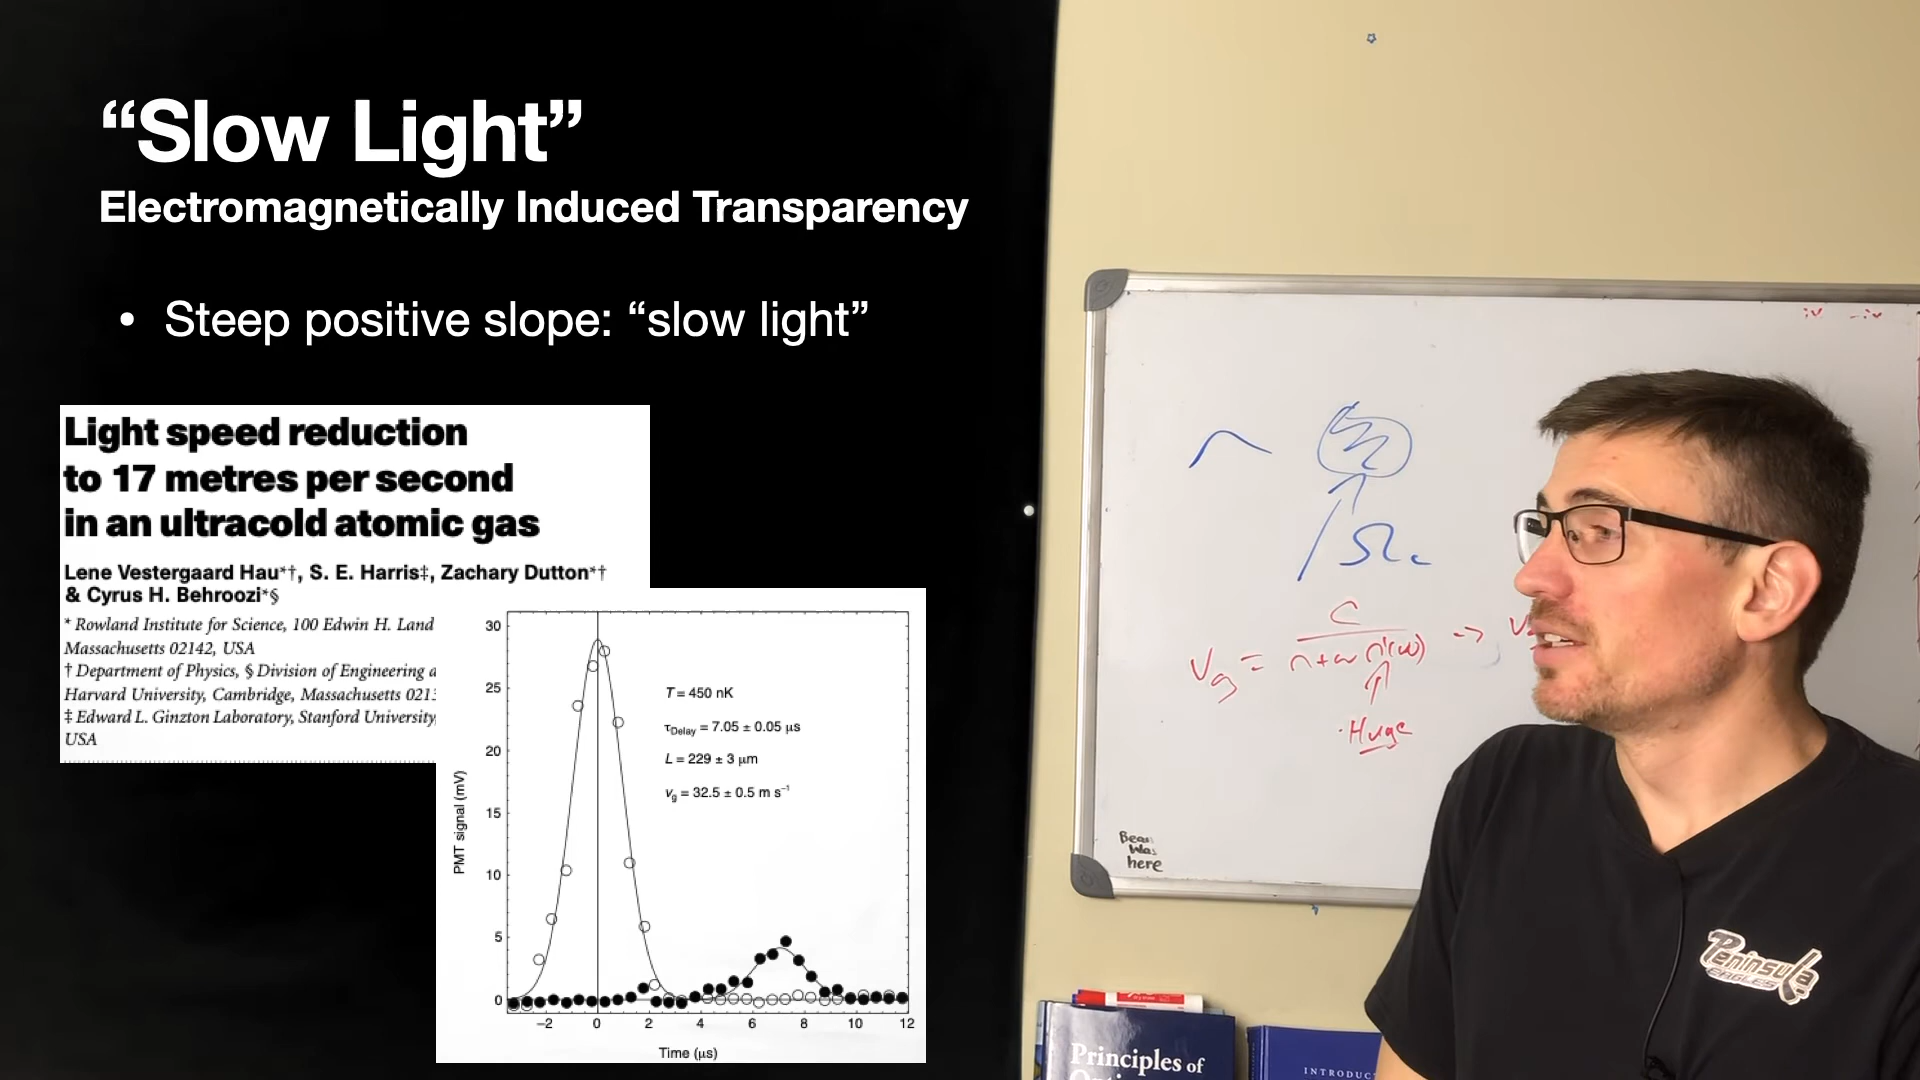 “Slow Light”
Electromagnetically Induced Transparency
• Steep positive slope: “slow light”
Light speed reduction
to 17 metres per second
in an ultracold atomic gas
Lene Vestergaard Hau*†, S. E. Harris‡, Zachary Dutton*†
& Cyrus H. Behroozi*§
* Rowland Institute for Science, 100 Edwin H. Land
Massachusetts 02142, USA
† Department of Physics, § Division of Engineering a
Harvard University, Cambridge, Massachusetts 0213
‡ Edward L. Ginzton Laboratory, Stanford University,
USA
30
25
20
15
10
5
0
PMT signal (mV)
T = 450 nK
τDelay = 7.05 ± 0.05 μs
L = 229 ± 3 μm
vg = 32.5 ± 0.5 m s⁻¹
−2 0 2 4 6 8 10 12
Time (μs)
Ωc
vg = c / (n + ω n'(ω)) ->
Huge
Bean
Was
here
Peninsula
EAGLES
Principles of
INTRODUC